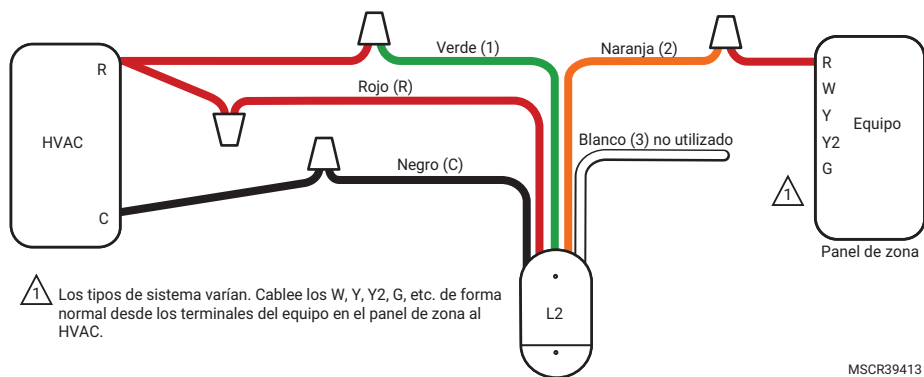 Verde (1)
Naranja (2)
R
Rojo (R)
HVAC
Negro (C)
C
Blanco (3) no utilizado
R
W
Y
Y2
G
Equipo
1
Panel de zona
L2
1
Los tipos de sistema varían. Cablee los W, Y, Y2, G, etc. de forma
normal desde los terminales del equipo en el panel de zona al
HVAC.
MSCR39413